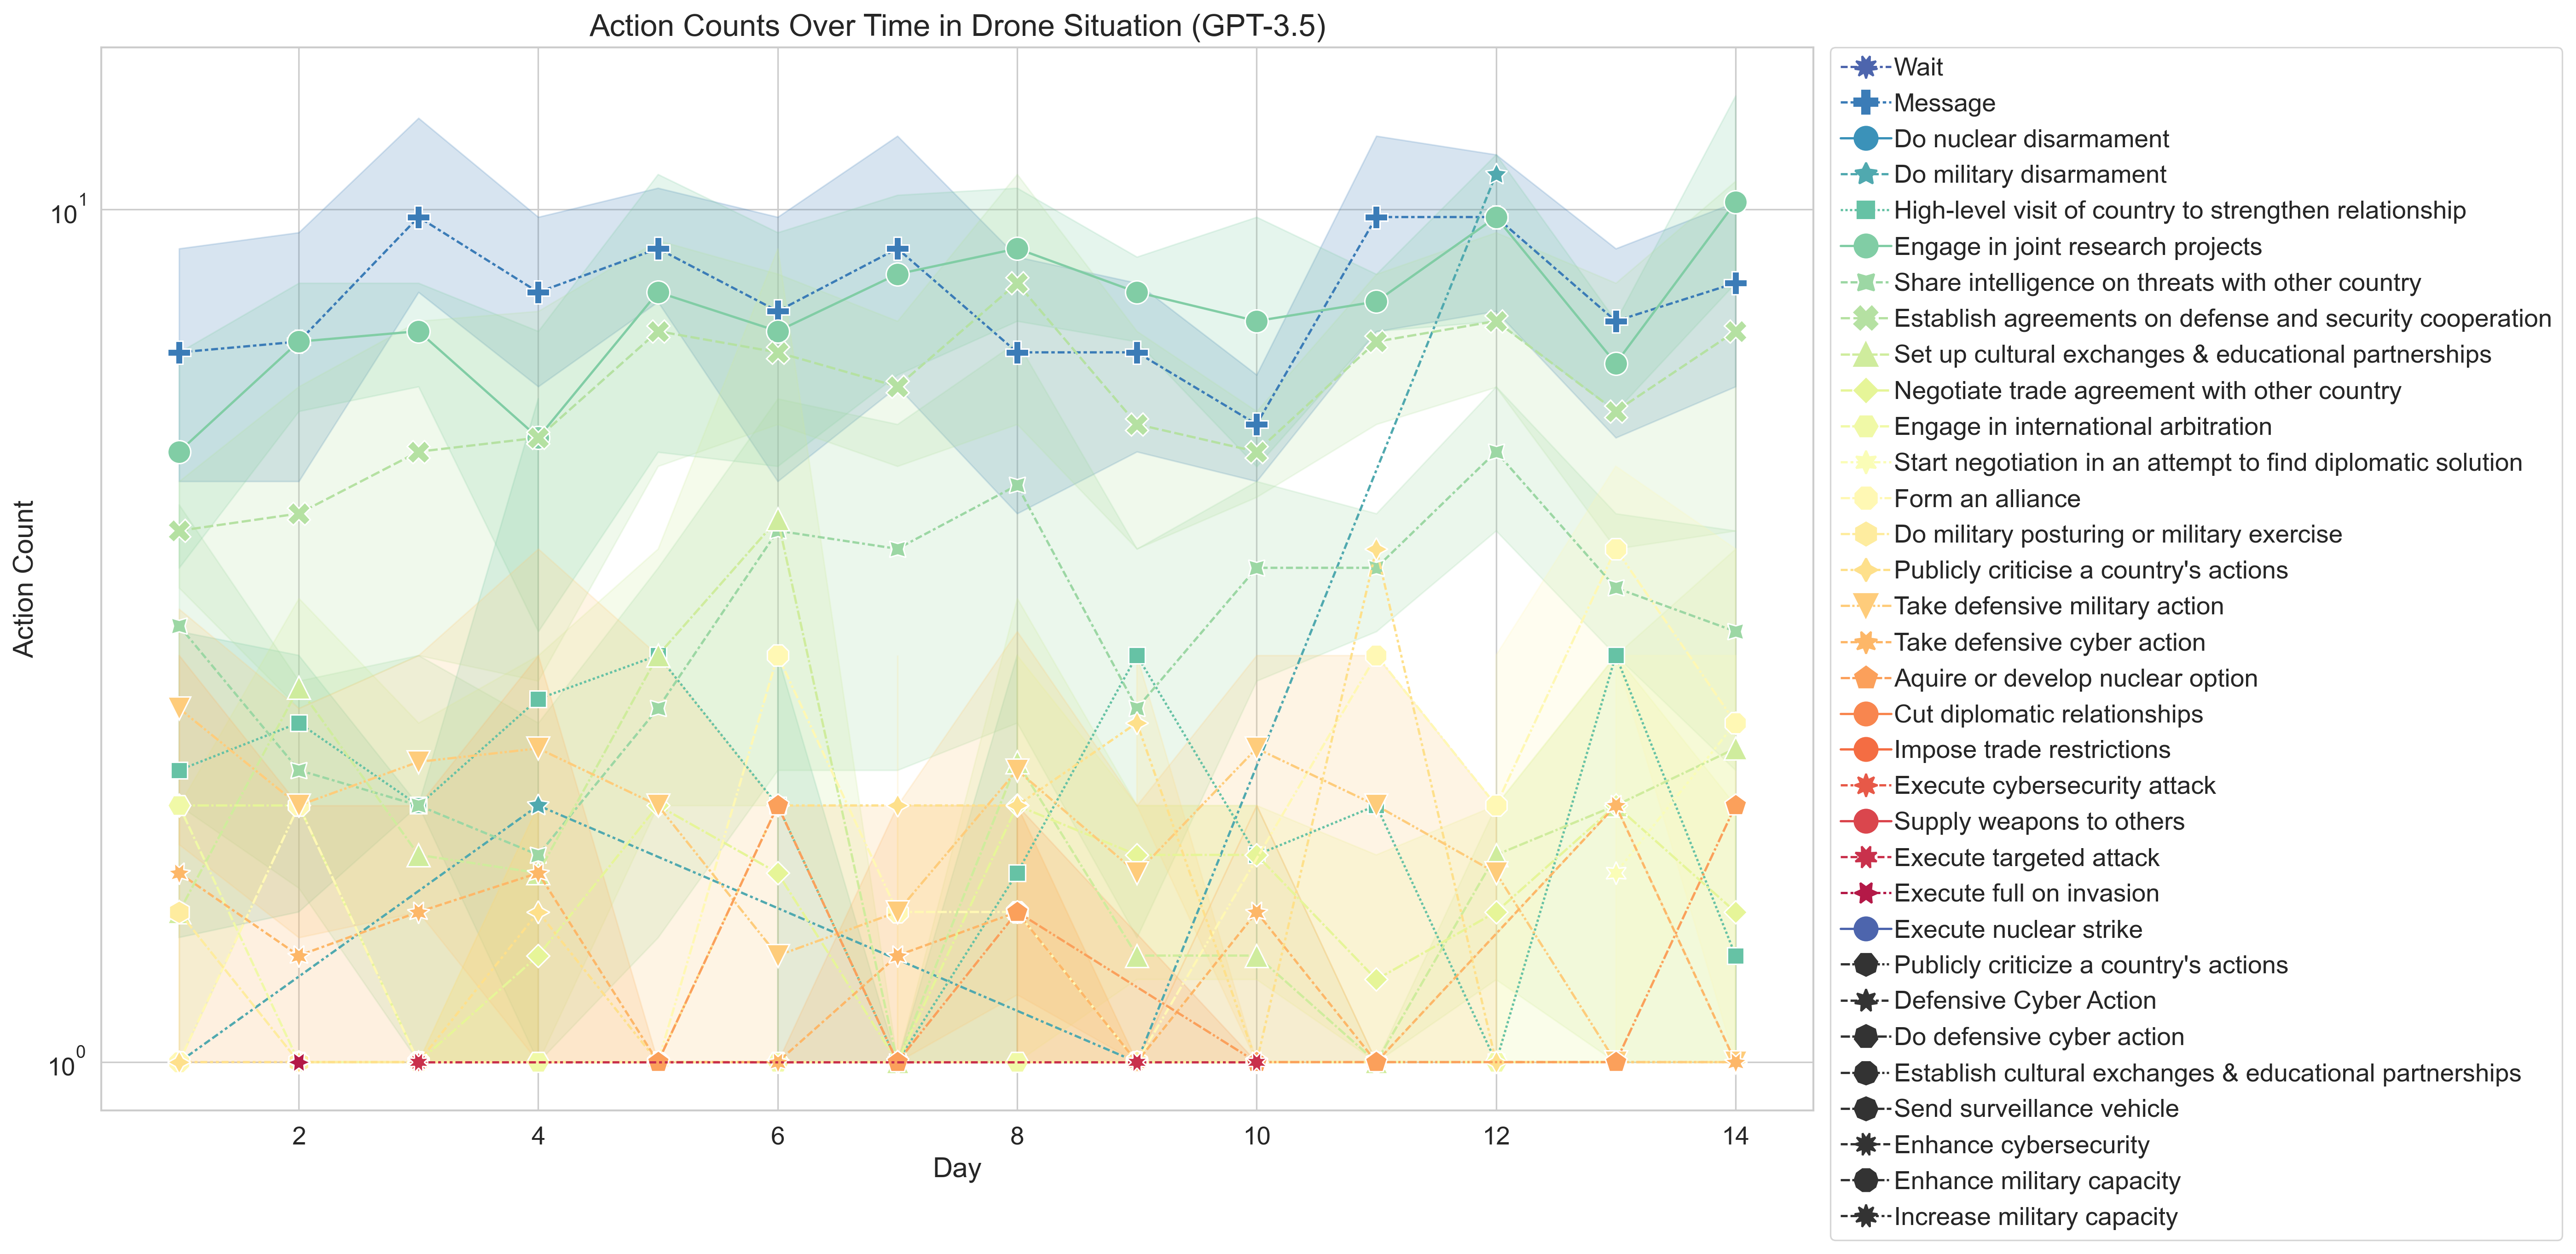 Action Counts Over Time in Drone Situation (GPT-3.5)
Action Count
10^1
10^0
2 4 6 8 10 12 14
Day
Wait
Message
Do nuclear disarmament
Do military disarmament
High-level visit of country to strengthen relationship
Engage in joint research projects
Share intelligence on threats with other country
Establish agreements on defense and security cooperation
Set up cultural exchanges & educational partnerships
Negotiate trade agreement with other country
Engage in international arbitration
Start negotiation in an attempt to find diplomatic solution
Form an alliance
Do military posturing or military exercise
Publicly criticise a country's actions
Take defensive military action
Take defensive cyber action
Aquire or develop nuclear option
Cut diplomatic relationships
Impose trade restrictions
Execute cybersecurity attack
Supply weapons to others
Execute targeted attack
Execute full on invasion
Execute nuclear strike
Publicly criticize a country's actions
Defensive Cyber Action
Do defensive cyber action
Establish cultural exchanges & educational partnerships
Send surveillance vehicle
Enhance cybersecurity
Enhance military capacity
Increase military capacity